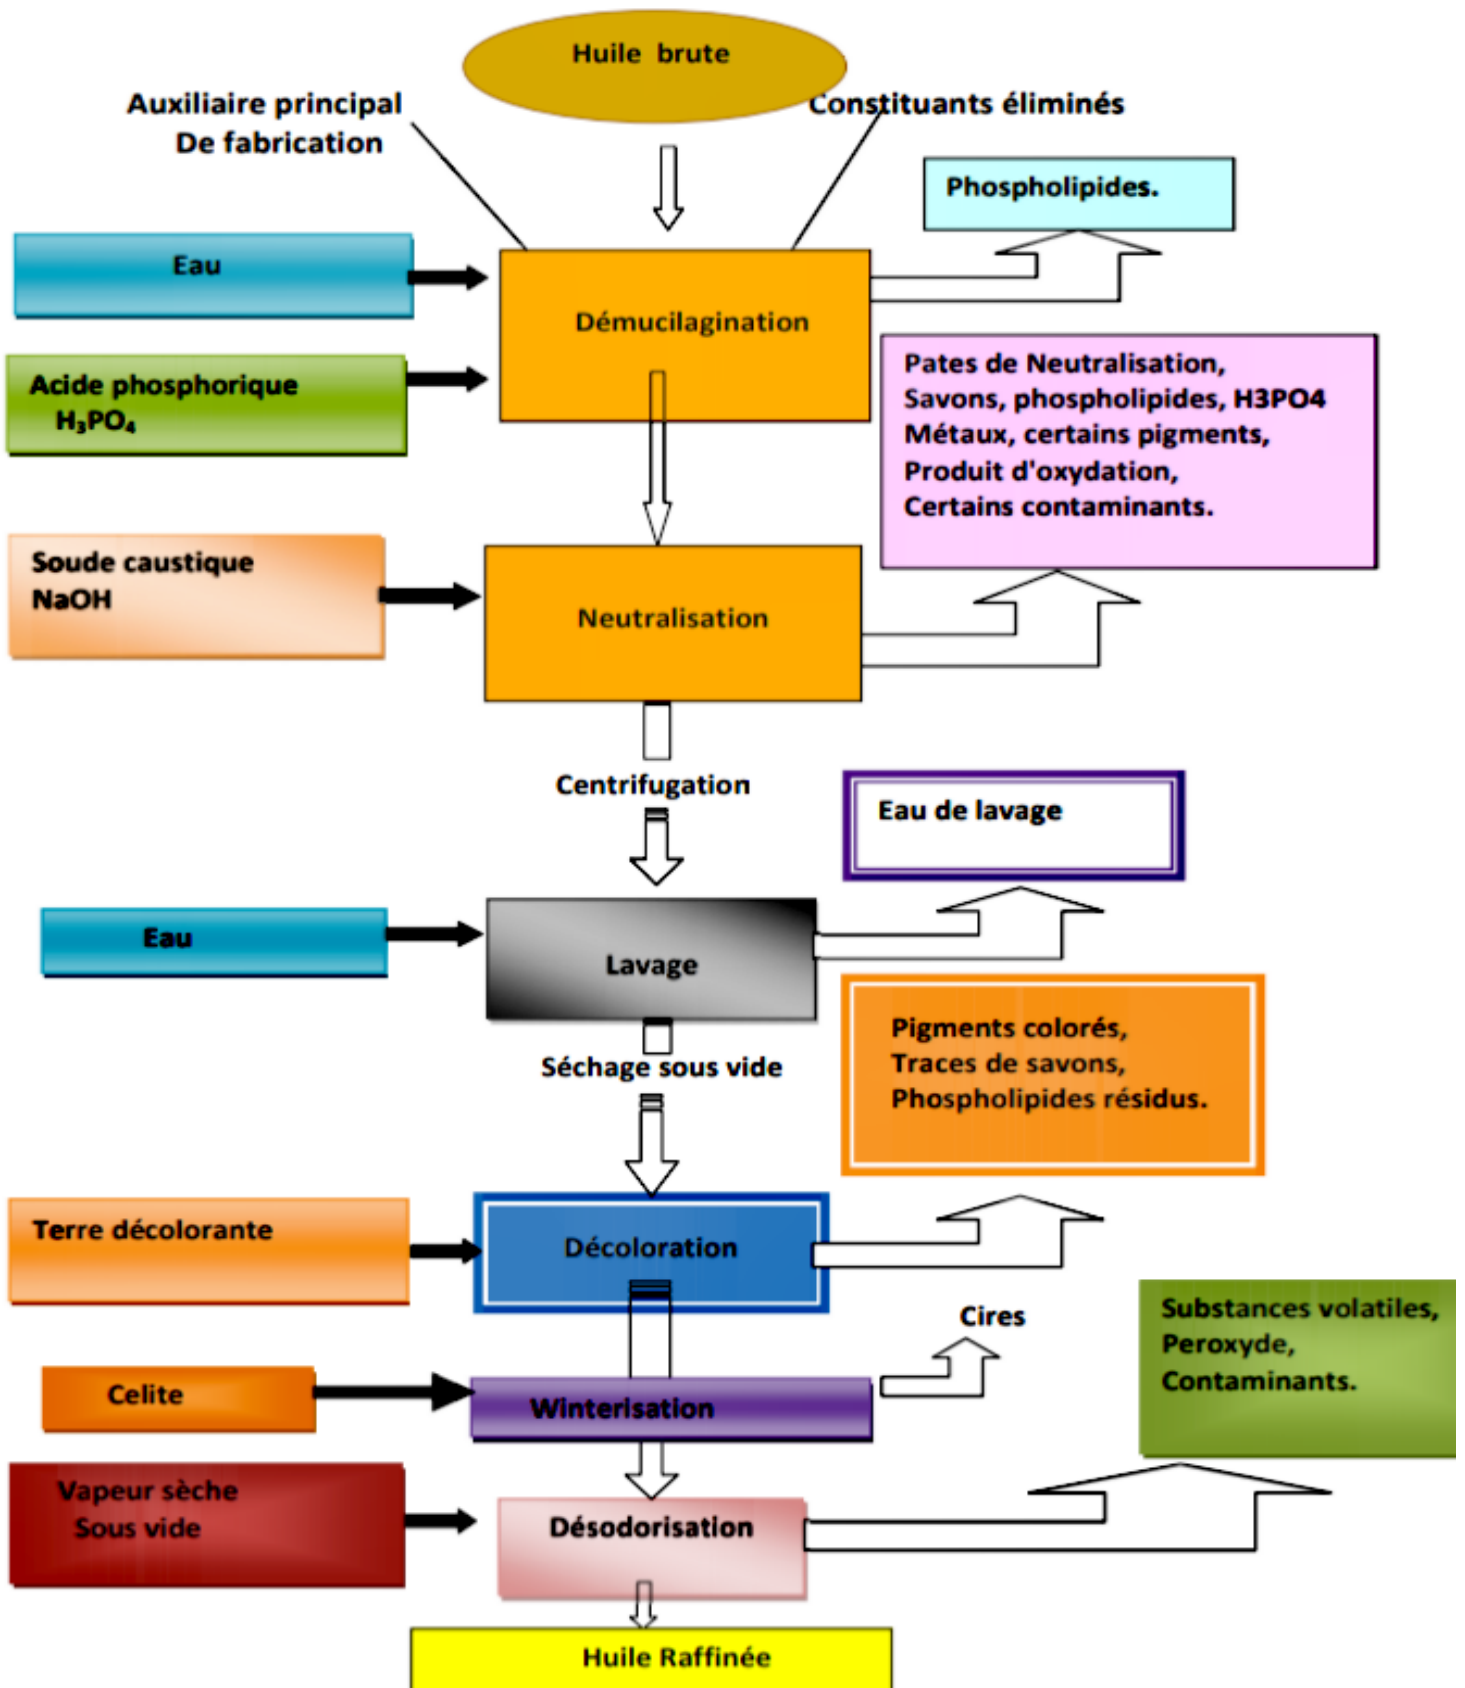 Huile brute
Auxiliaire principal
De fabrication
Constituants éliminés
Phospholipides.
Eau
Démucilagination
Acide phosphorique
H₃PO₄
Pates de Neutralisation,
Savons, phospholipides, H3PO4
Métaux, certains pigments,
Produit d'oxydation,
Certains contaminants.
Soude caustique
NaOH
Neutralisation
Centrifugation
Eau de lavage
Eau
Lavage
Séchage sous vide
Pigments colorés,
Traces de savons,
Phospholipides résidus.
Terre décolorante
Décoloration
Cires
Substances volatiles,
Peroxyde,
Contaminants.
Celite
Winterisation
Vapeur sèche
Sous vide
Désodorisation
Huile Raffinée